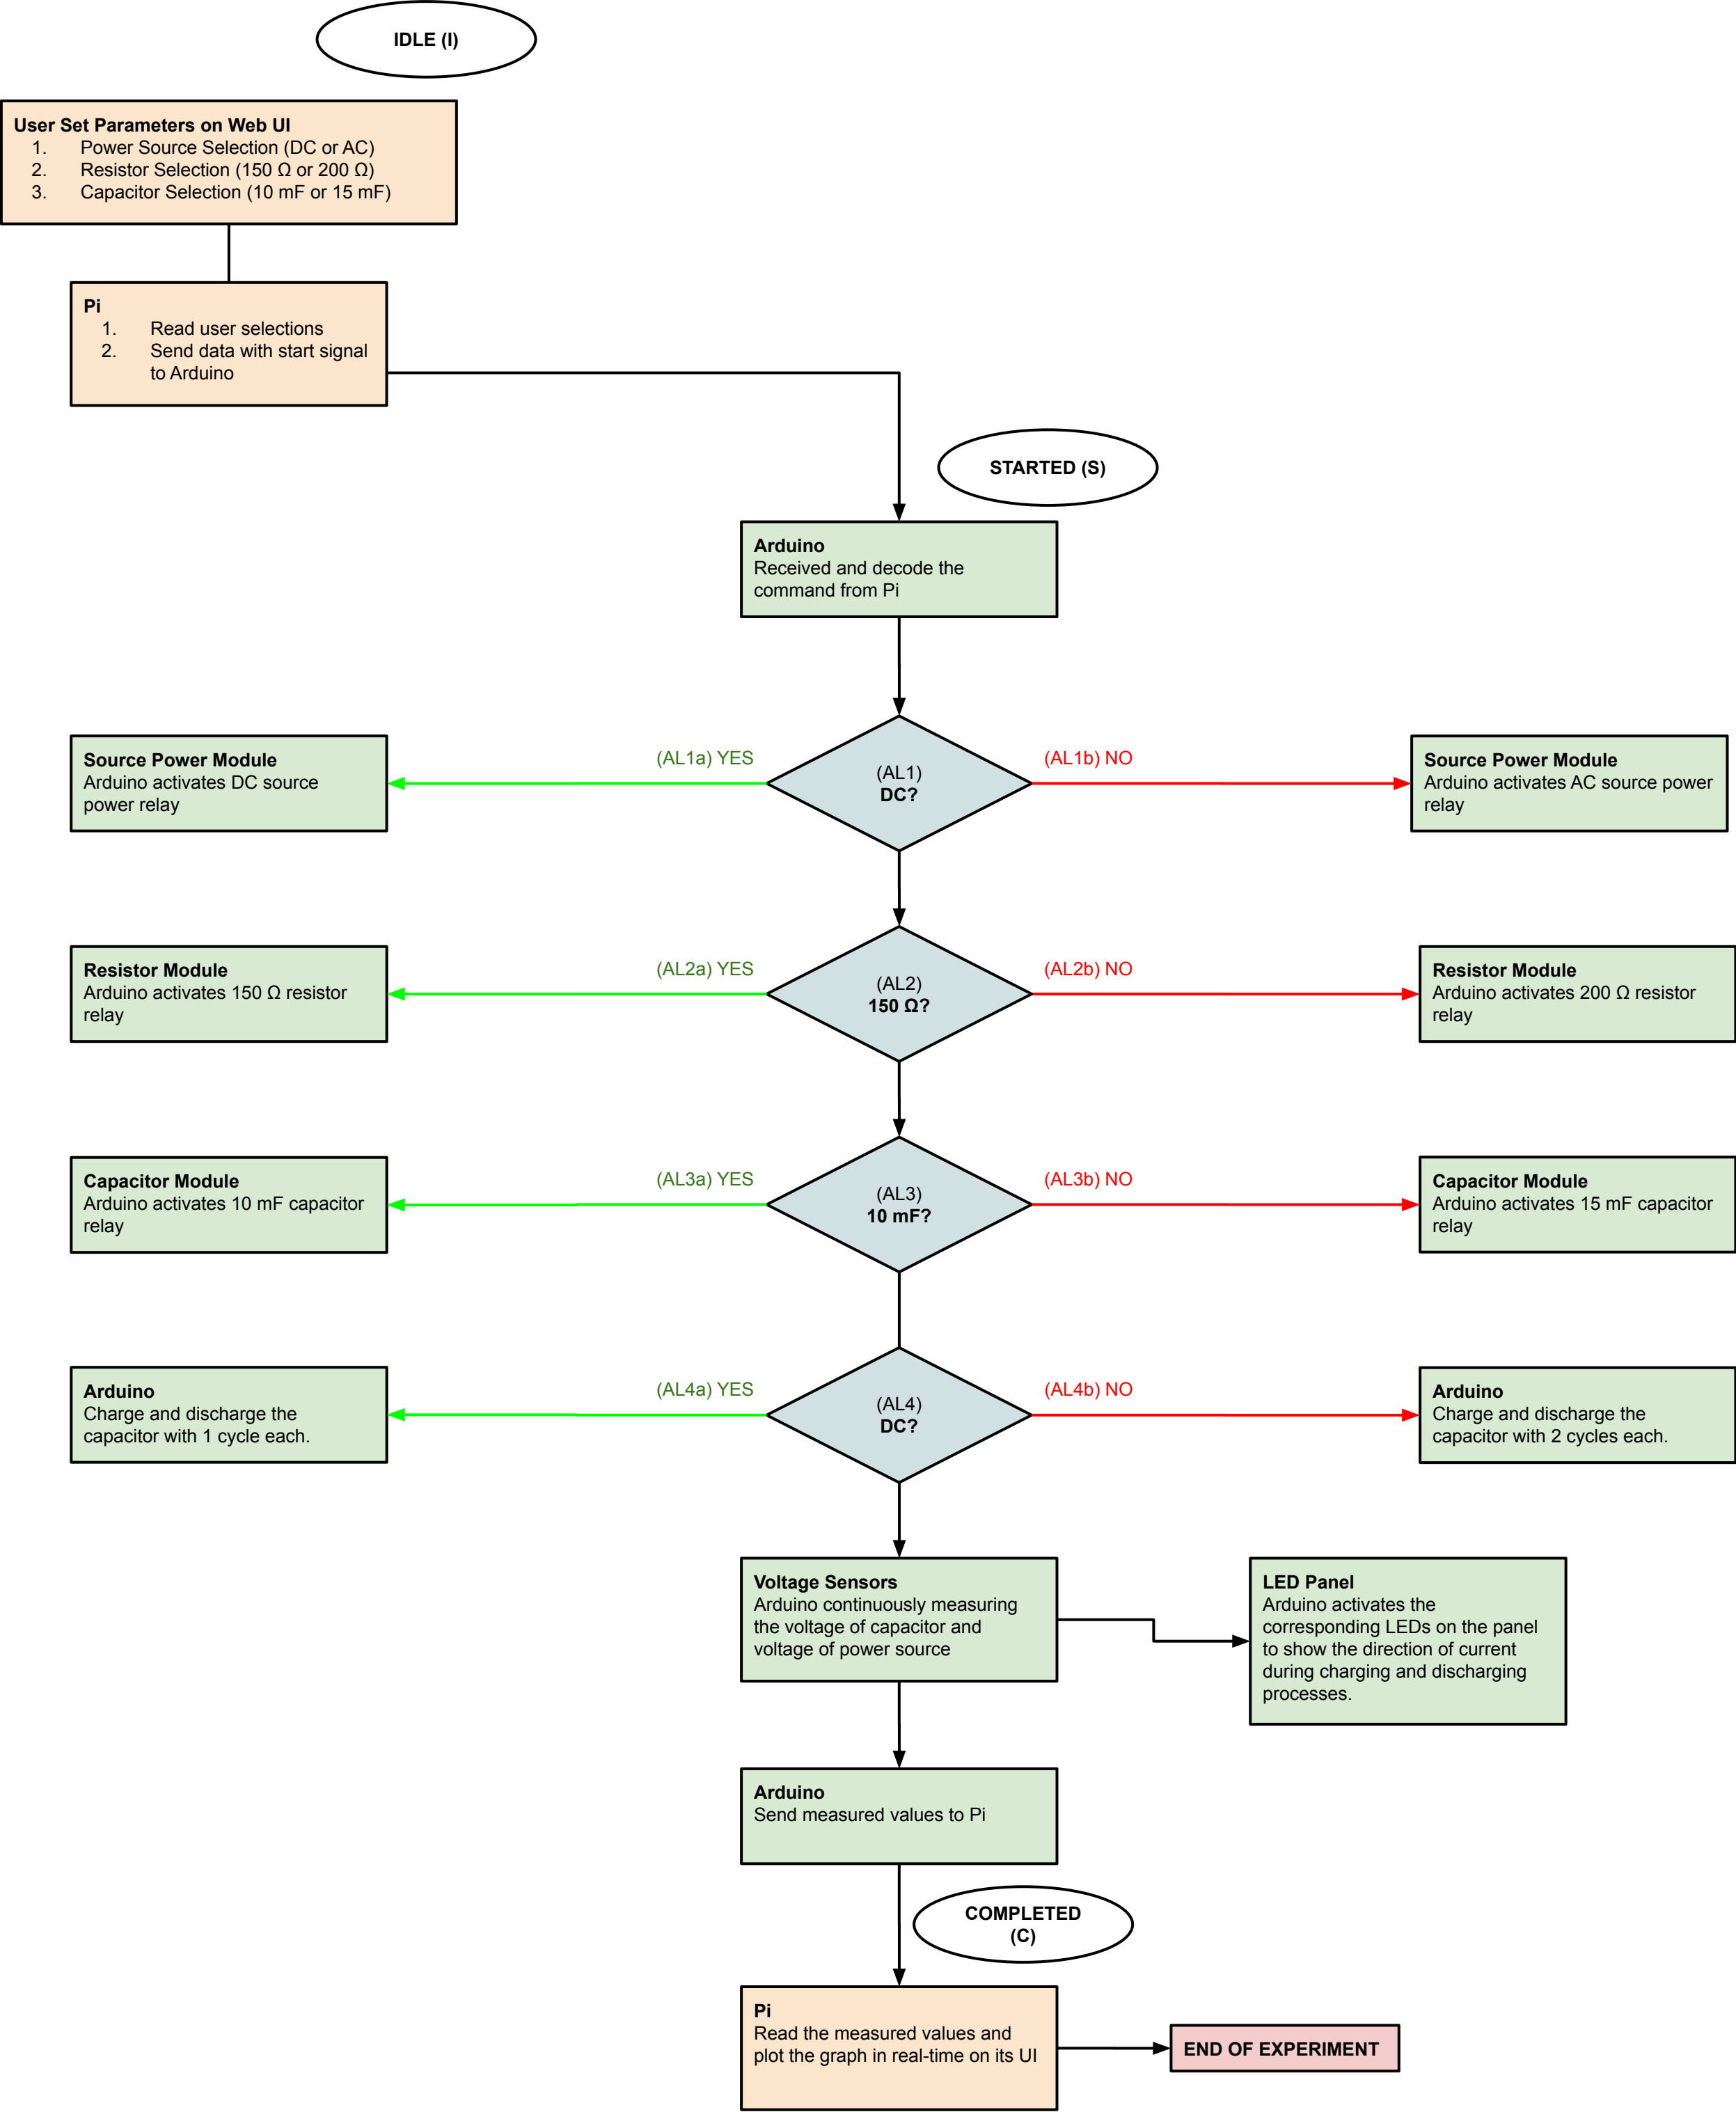 IDLE (I)
User Set Parameters on Web UI
1. Power Source Selection (DC or AC)
2. Resistor Selection (150 Ω or 200 Ω)
3. Capacitor Selection (10 mF or 15 mF)
Pi
1. Read user selections
2. Send data with start signal
to Arduino
STARTED (S)
Arduino
Received and decode the
command from Pi
Source Power Module
Arduino activates DC source
power relay
(AL1a) YES
(AL1)
DC?
(AL1b) NO
Source Power Module
Arduino activates AC source power
relay
Resistor Module
Arduino activates 150 Ω resistor
relay
(AL2a) YES
(AL2)
150 Ω?
(AL2b) NO
Resistor Module
Arduino activates 200 Ω resistor
relay
Capacitor Module
Arduino activates 10 mF capacitor
relay
(AL3a) YES
(AL3)
10 mF?
(AL3b) NO
Capacitor Module
Arduino activates 15 mF capacitor
relay
Arduino
Charge and discharge the
capacitor with 1 cycle each.
(AL4a) YES
(AL4)
DC?
(AL4b) NO
Arduino
Charge and discharge the
capacitor with 2 cycles each.
Voltage Sensors
Arduino continuously measuring
the voltage of capacitor and
voltage of power source
LED Panel
Arduino activates the
corresponding LEDs on the panel
to show the direction of current
during charging and discharging
processes.
Arduino
Send measured values to Pi
COMPLETED
(C)
Pi
Read the measured values and
plot the graph in real-time on its UI
END OF EXPERIMENT